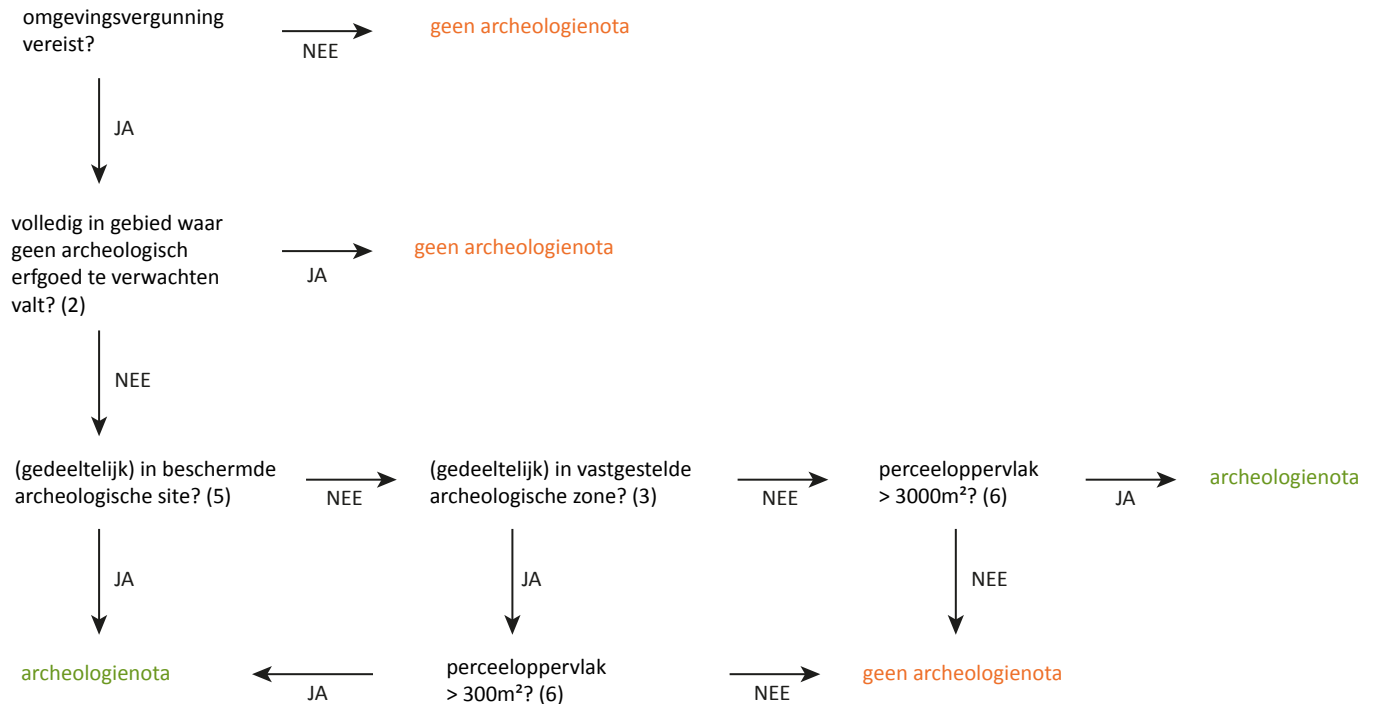 omgevingsvergunning
vereist?
NEE
geen archeologienota
JA
volledig in gebied waar
geen archeologisch
erfgoed te verwachten
valt? (2)
JA
geen archeologienota
NEE
(gedeeltelijk) in beschermde
archeologische site? (5)
NEE
(gedeeltelijk) in vastgestelde
archeologische zone? (3)
NEE
perceeloppervlak
> 3000m²? (6)
JA
archeologienota
JA
JA
NEE
archeologienota
JA
perceeloppervlak
> 300m²? (6)
NEE
geen archeologienota